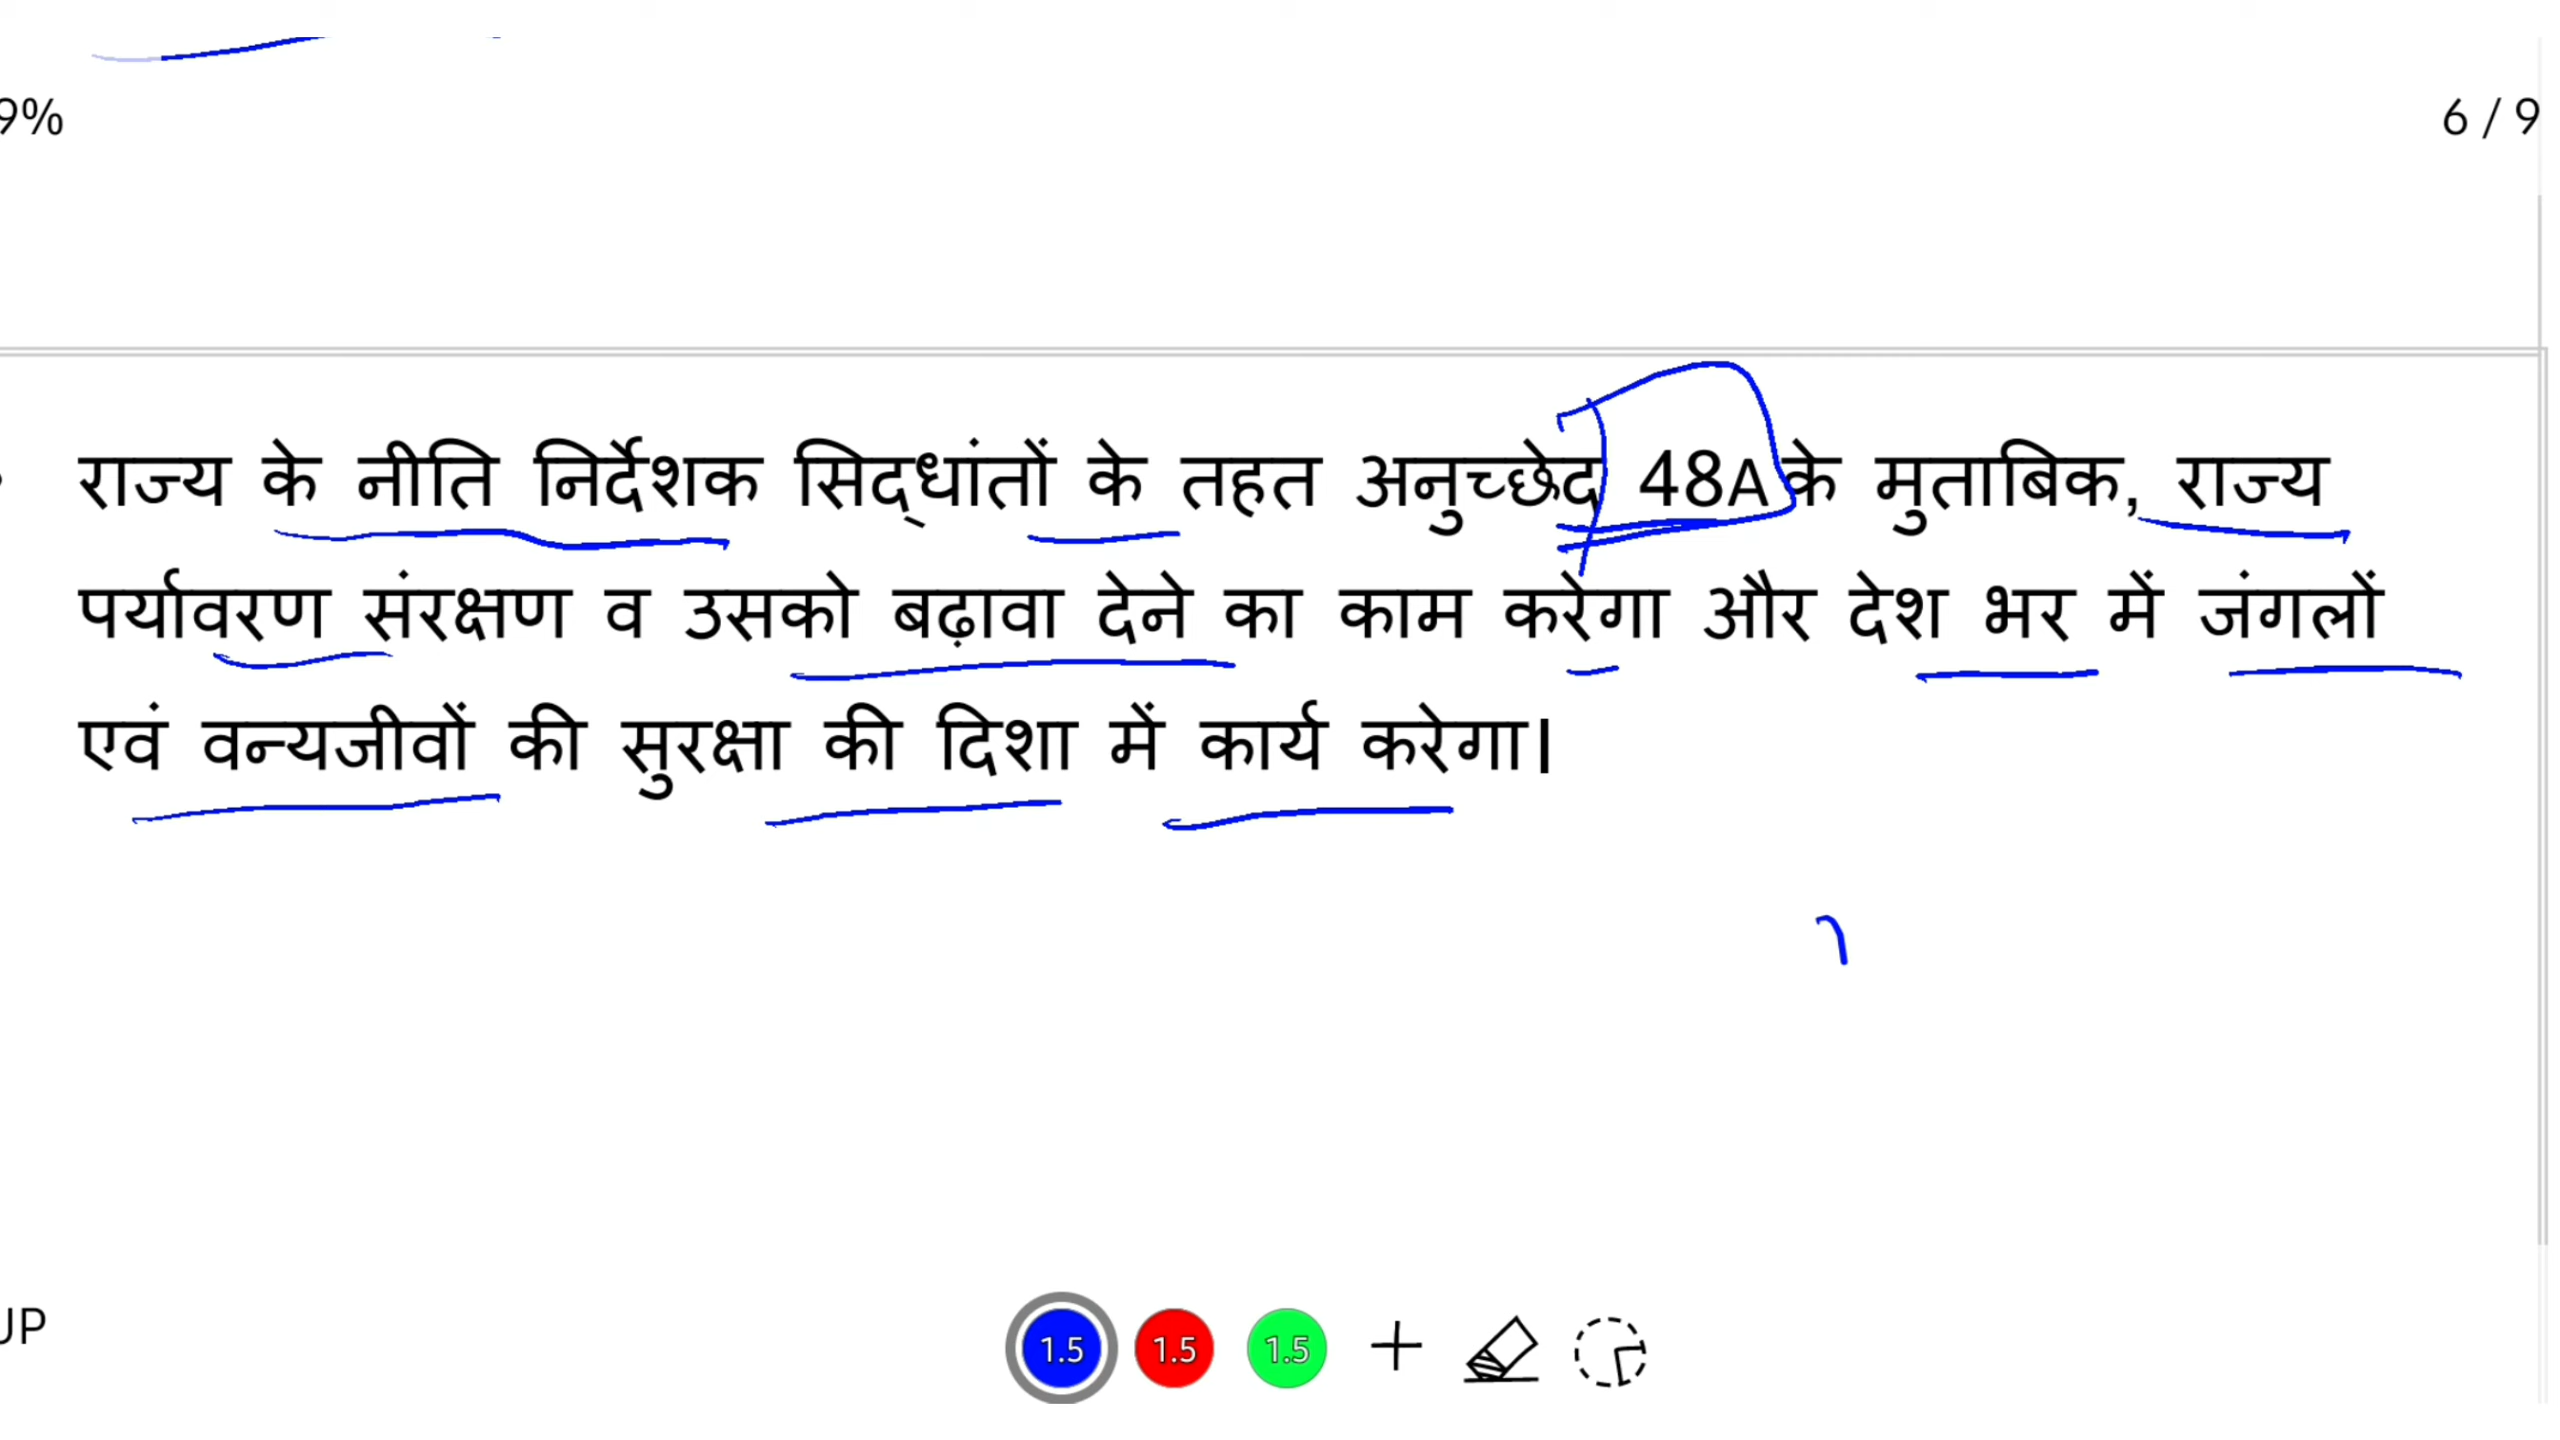 9%
6 / 9
राज्य के नीति निर्देशक सिद्धांतों के तहत अनुच्छेद 48A के मुताबिक, राज्य
पर्यावरण संरक्षण व उसको बढ़ावा देने का काम करेगा और देश भर में जंगलों
एवं वन्यजीवों की सुरक्षा की दिशा में कार्य करेगा।
UP
1.5 1.5 1.5